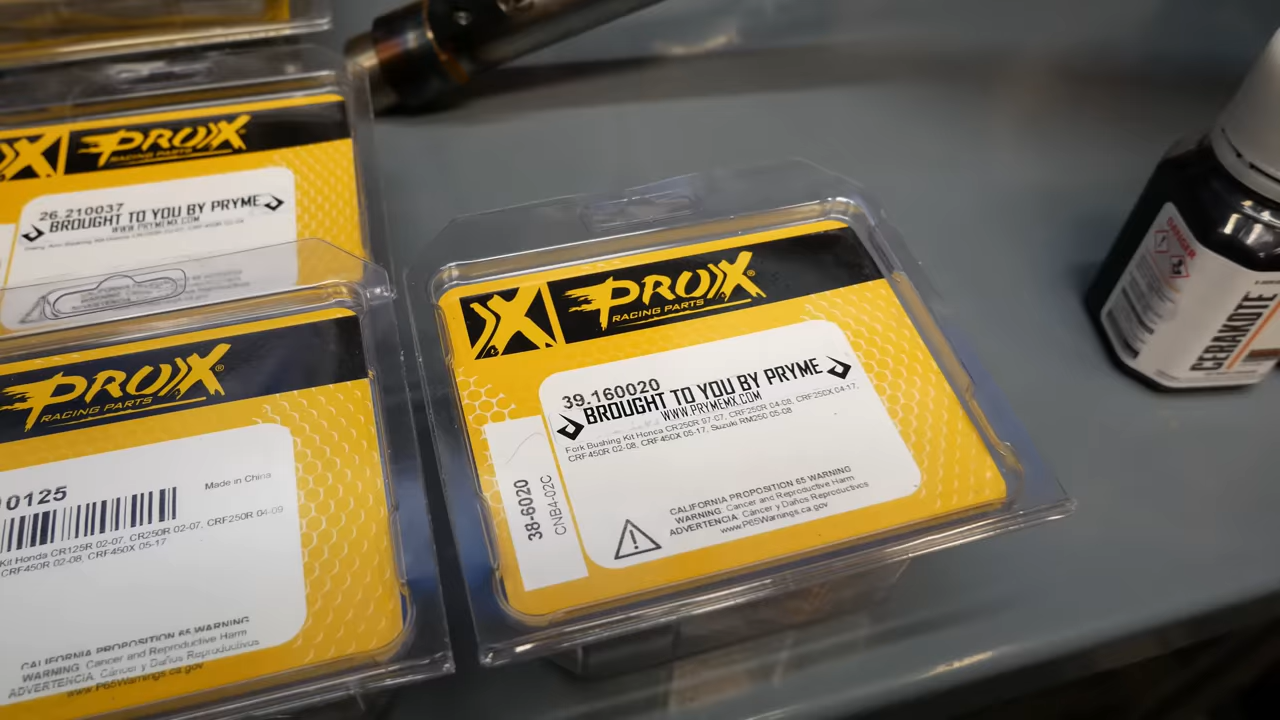 PROX
RACING PARTS
26.210037
BROUGHT TO YOU BY PRYME
WWW.PRYMEMX.COM
PROX
RACING PARTS
0125
Made in China
Kit Honda CR125R 02-07, CR250R 02-07, CRF250R 04-09
CRF450R 02-08, CRF450X 05-17
CALIFORNIA PROPOSITION 65 WARNING
WARNING: Cancer and Reproductive Harm
ADVERTENCIA: Cáncer y Daños Reproductivos
www.P65Warnings.ca.gov
PROX®
RACING PARTS
39.160020
BROUGHT TO YOU BY PRYME
WWW.PRYMEMX.COM
Fork Bushing Kit Honda CR250R 97-07, CRF250R 04-08, CRF250X 04-17,
CRF450R 02-08, CRF450X 05-17, Suzuki RM250 05-08
38-6020
CNB4-02C
CALIFORNIA PROPOSITION 65 WARNING
WARNING: Cancer and Reproductive Harm
ADVERTENCIA: Cáncer y Daños Reproductivos
www.P65Warnings.ca.gov
DANGER
CERAKOTE